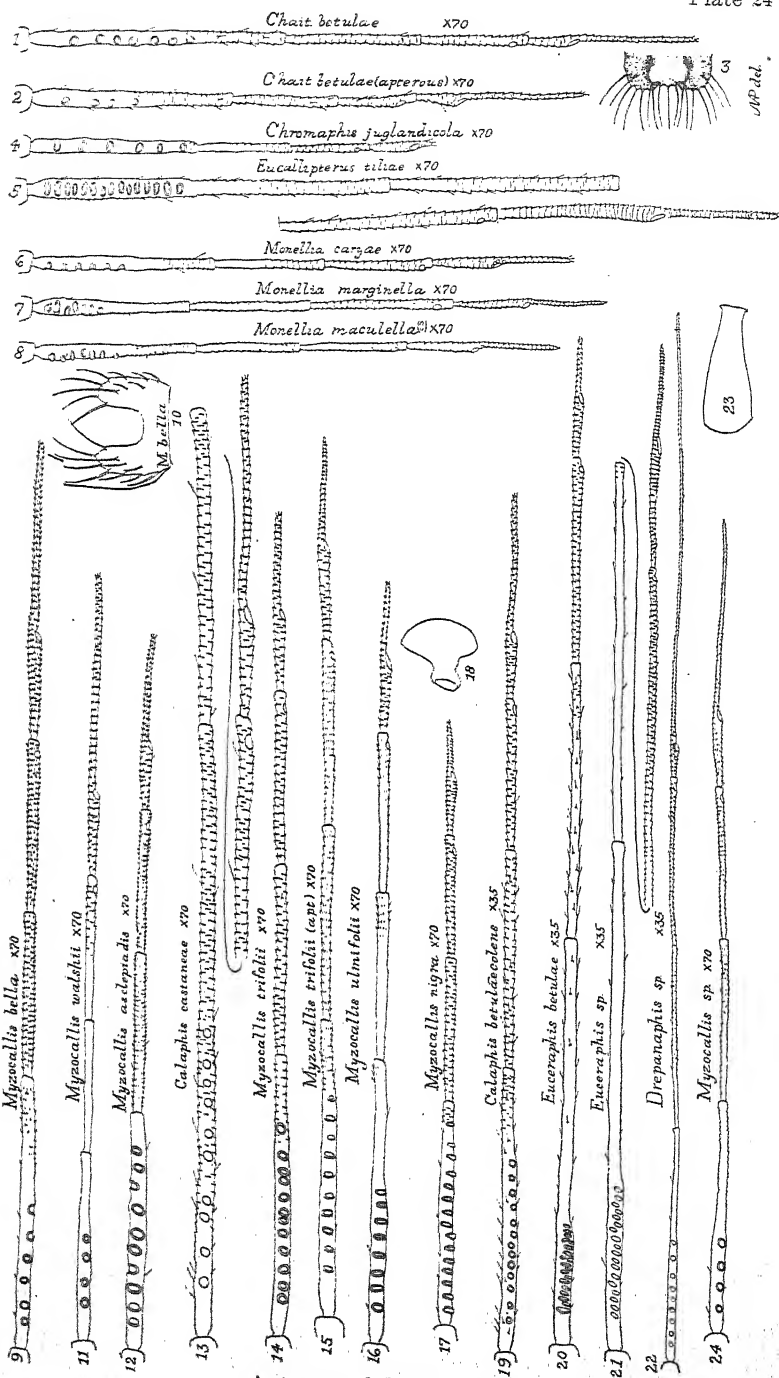 Plate 24
1 Chait betulae x70
3
2 Chait betulae (apterous) x70
NP del.
4 Chromaphis juglandicola x70
5 Eucallipterus tiliae x70
6 Monellia caryae x70
7 Monellia marginella x70
8 Monellia maculella x70
M. bella 10
23
18
9 Myzocallis bella x70
11 Myzocallis walshii x70
12 Myzocallis asclepiadis x70
13 Calaphis castaneae x70
14 Myzocallis trifolii x70
15 Myzocallis trifolii (apt) x70
16 Myzocallis ulmifolii x70
17 Myzocallis nigra x70
19 Calaphis betulaecolens x35
20 Euceraphis betulae x35
21 Euceraphis sp. x35
22 Drepanaphis sp x35
24 Myzocallis sp. x70